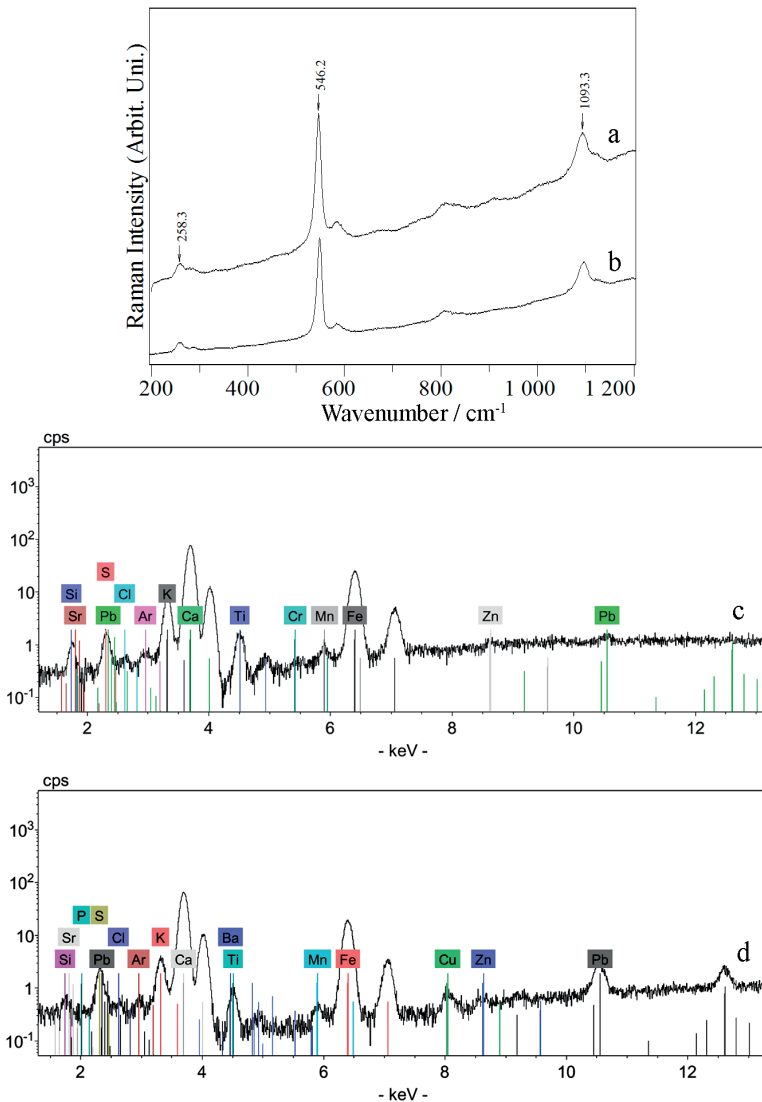 Raman Intensity (Arbit. Uni.)
258.3
546.2
1093.3
a
b
200 400 600 800 1 000 1 200
Wavenumber / cm-1
cps
10³
10²
10
1
10⁻¹
S
Si Cl K
Sr Pb Ar Ca Ti Cr Mn Fe Zn Pb
c
2 4 6 8 10 12
- keV -
cps
10³
10²
10
1
10⁻¹
P S
Sr Cl K Ba
Si Pb Ar Ca Ti Mn Fe Cu Zn Pb
d
2 4 6 8 10 12
- keV -